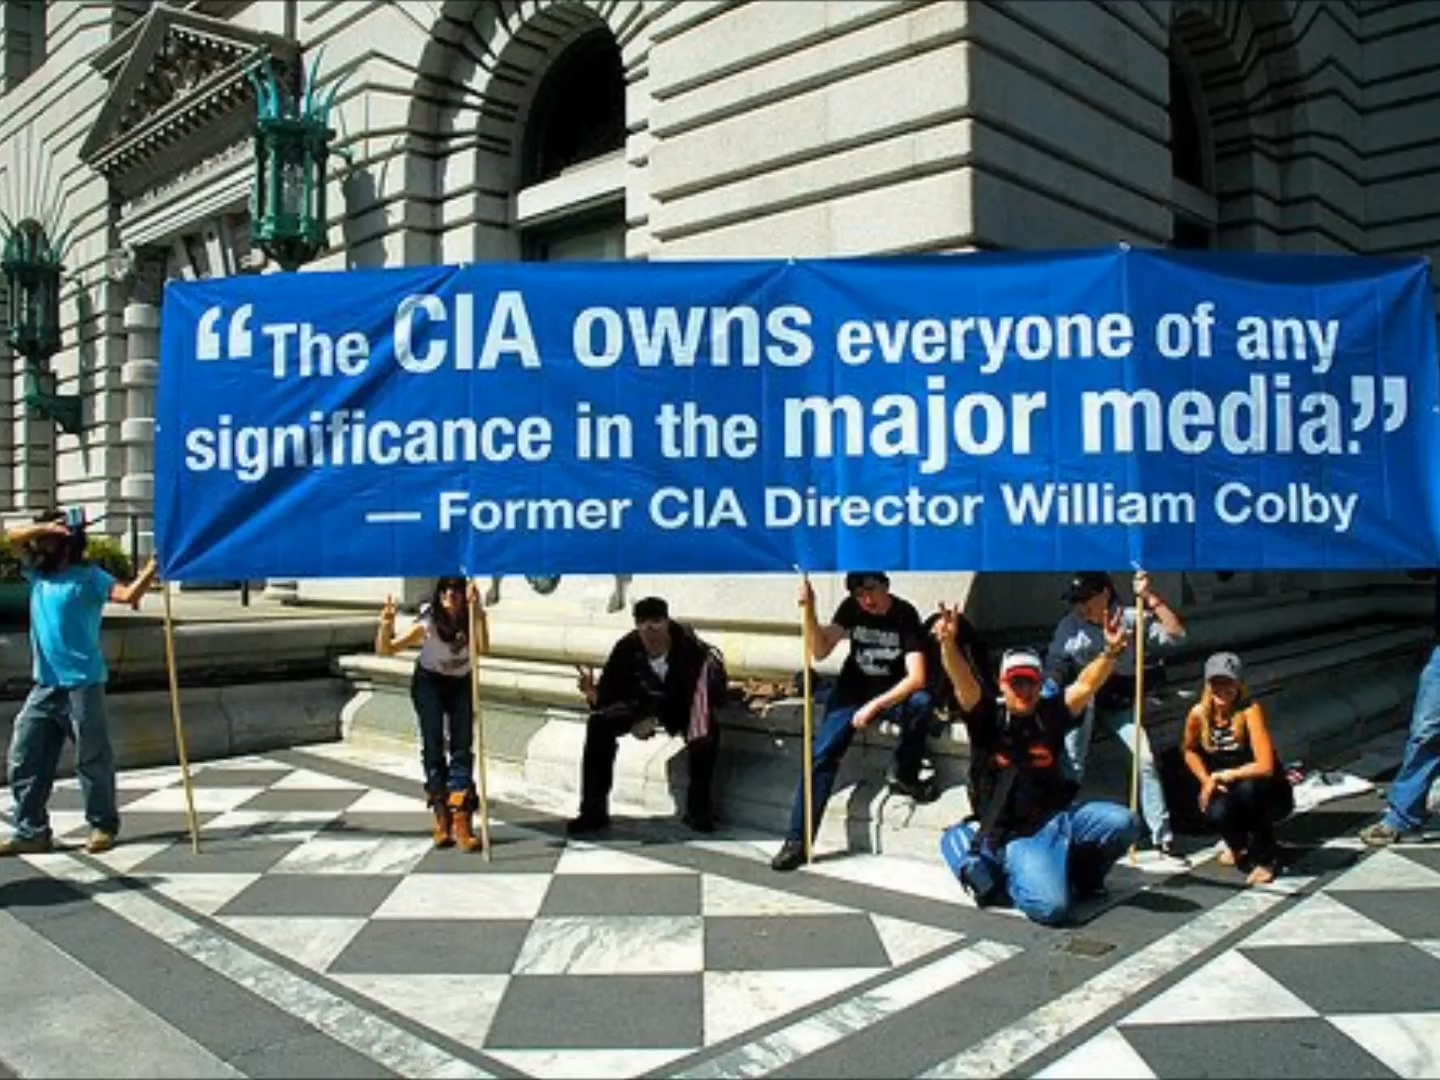 “The CIA owns everyone of any
significance in the major media.”
— Former CIA Director William Colby